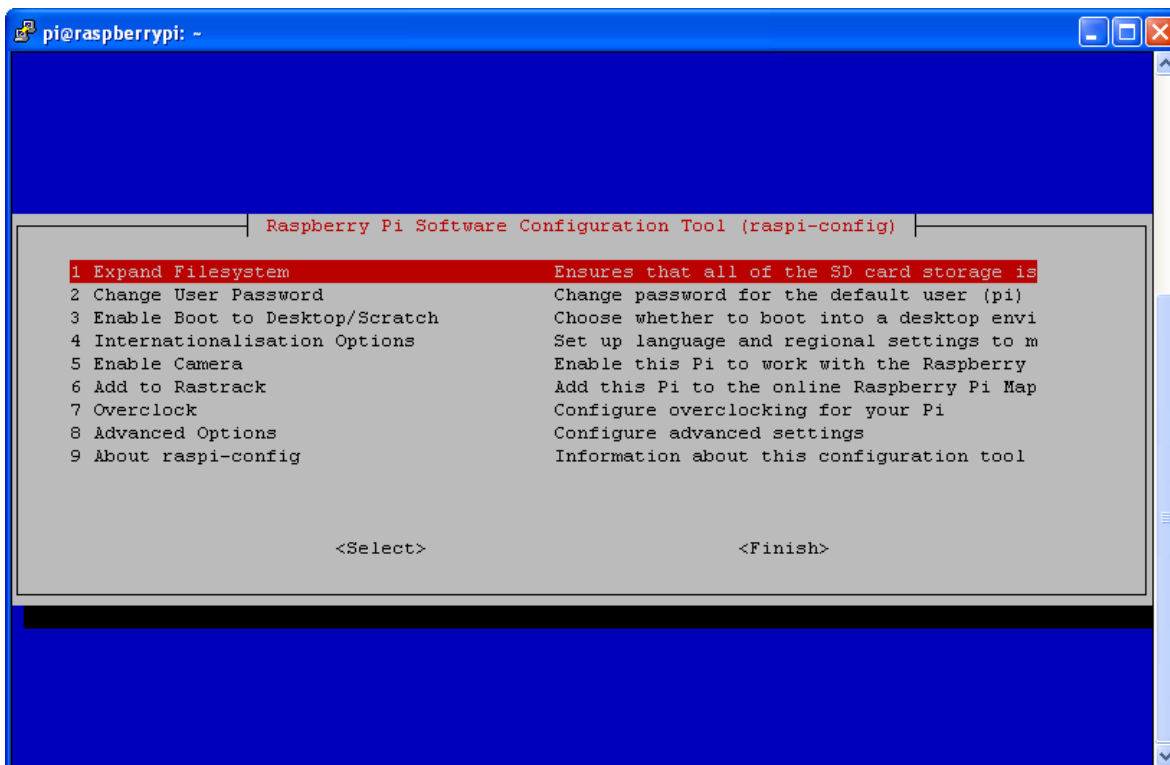 pi@raspberrypi: ~
Raspberry Pi Software Configuration Tool (raspi-config)
1 Expand Filesystem Ensures that all of the SD card storage is
2 Change User Password Change password for the default user (pi)
3 Enable Boot to Desktop/Scratch Choose whether to boot into a desktop envi
4 Internationalisation Options Set up language and regional settings to m
5 Enable Camera Enable this Pi to work with the Raspberry
6 Add to Rastrack Add this Pi to the online Raspberry Pi Map
7 Overclock Configure overclocking for your Pi
8 Advanced Options Configure advanced settings
9 About raspi-config Information about this configuration tool
<Select> <Finish>